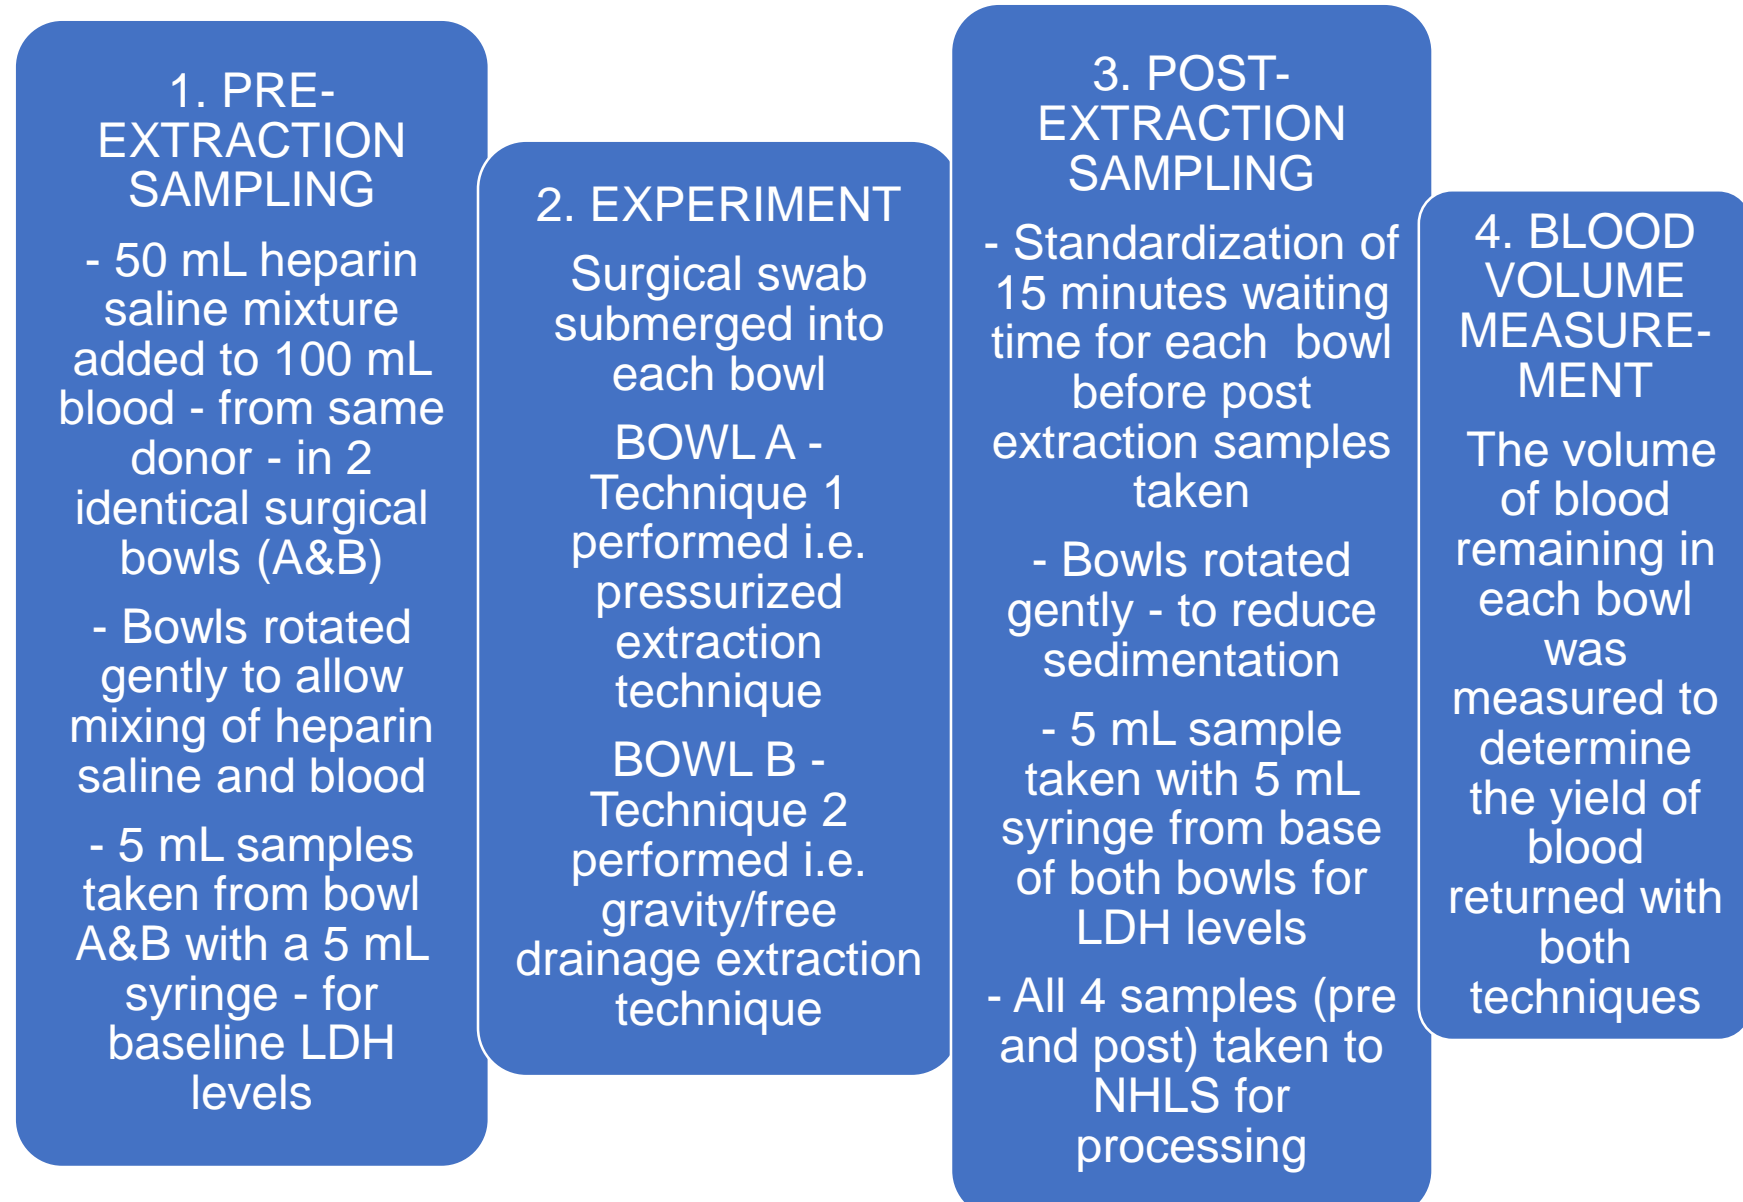 1. PRE-
EXTRACTION
SAMPLING
- 50 mL heparin
saline mixture
added to 100 mL
blood - from same
donor - in 2
identical surgical
bowls (A&B)
- Bowls rotated
gently to allow
mixing of heparin
saline and blood
- 5 mL samples
taken from bowl
A&B with a 5 mL
syringe - for
baseline LDH
levels
2. EXPERIMENT
Surgical swab
submerged into
each bowl
BOWL A -
Technique 1
performed i.e.
pressurized
extraction
technique
BOWL B -
Technique 2
performed i.e.
gravity/free
drainage extraction
technique
3. POST-
EXTRACTION
SAMPLING
- Standardization of
15 minutes waiting
time for each  bowl
before post
extraction samples
taken
- Bowls rotated
gently - to reduce
sedimentation
- 5 mL sample
taken with 5 mL
syringe from base
of both bowls for
LDH levels
- All 4 samples (pre
and post) taken to
NHLS for
processing
4. BLOOD
VOLUME
MEASURE-
MENT
The volume
of blood
remaining in
each bowl
was
measured to
determine
the yield of
blood
returned with
both
techniques